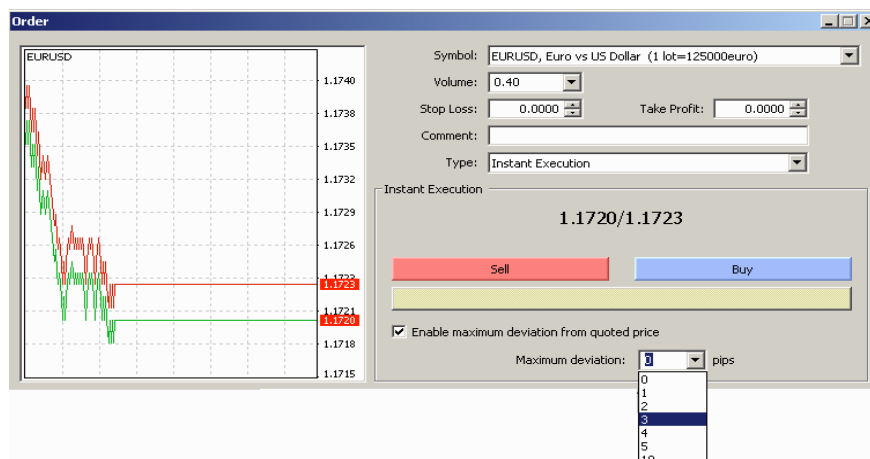 Order
EURUSD
1.1740
1.1738
1.1735
1.1732
1.1729
1.1726
1.1723
1.1723
1.1721
1.1720
1.1718
1.1715
Symbol: EURUSD, Euro vs US Dollar (1 lot=125000euro)
Volume: 0.40
Stop Loss: 0.0000 Take Profit: 0.0000
Comment:
Type: Instant Execution
Instant Execution
1.1720/1.1723
Sell Buy
Enable maximum deviation from quoted price
Maximum deviation: 0 pips
0
1
2
3
4
5
10